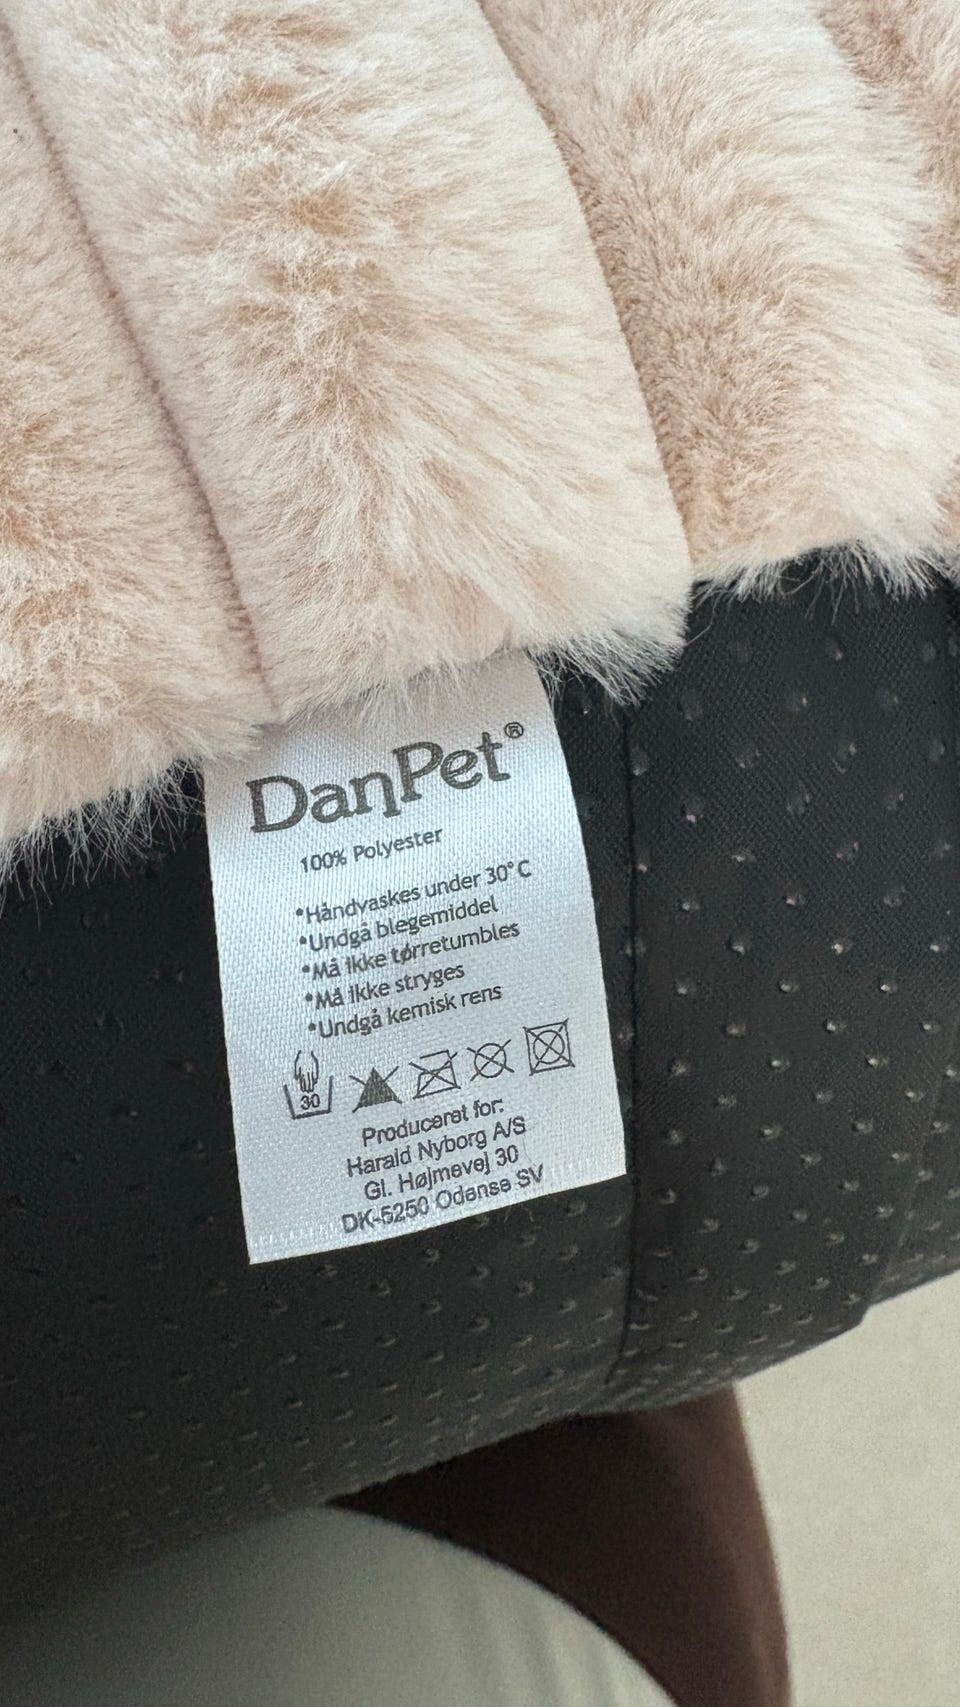 DanPet®
100% Polyester
*Håndvaskes under 30°C
*Undgå blegemiddel
*Må ikke tørretumbles
*Må ikke stryges
*Undgå kemisk rens
30
Produceret for:
Harald Nyborg A/S
Gl. Højmevej 30
DK-5250 Odense SV